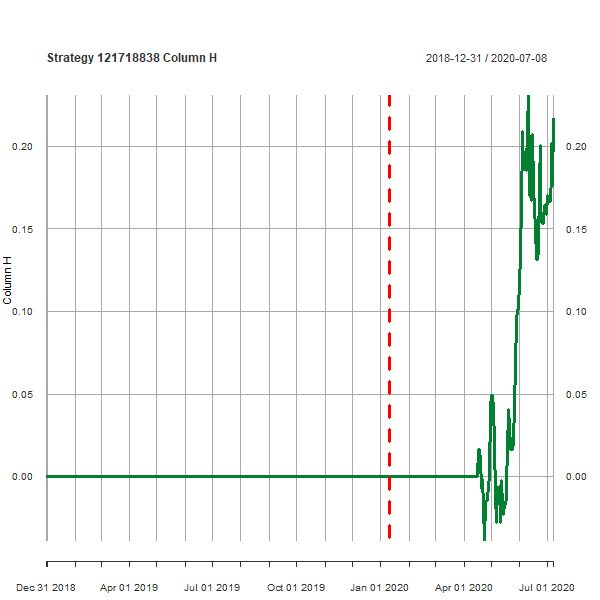 Strategy 121718838 Column H
2018-12-31 / 2020-07-08
0.20 0.20
0.15 0.15
Column H
0.10 0.10
0.05 0.05
0.00 0.00
Dec 31 2018 Apr 01 2019 Jul 01 2019 Oct 01 2019 Jan 01 2020 Apr 01 2020 Jul 01 2020